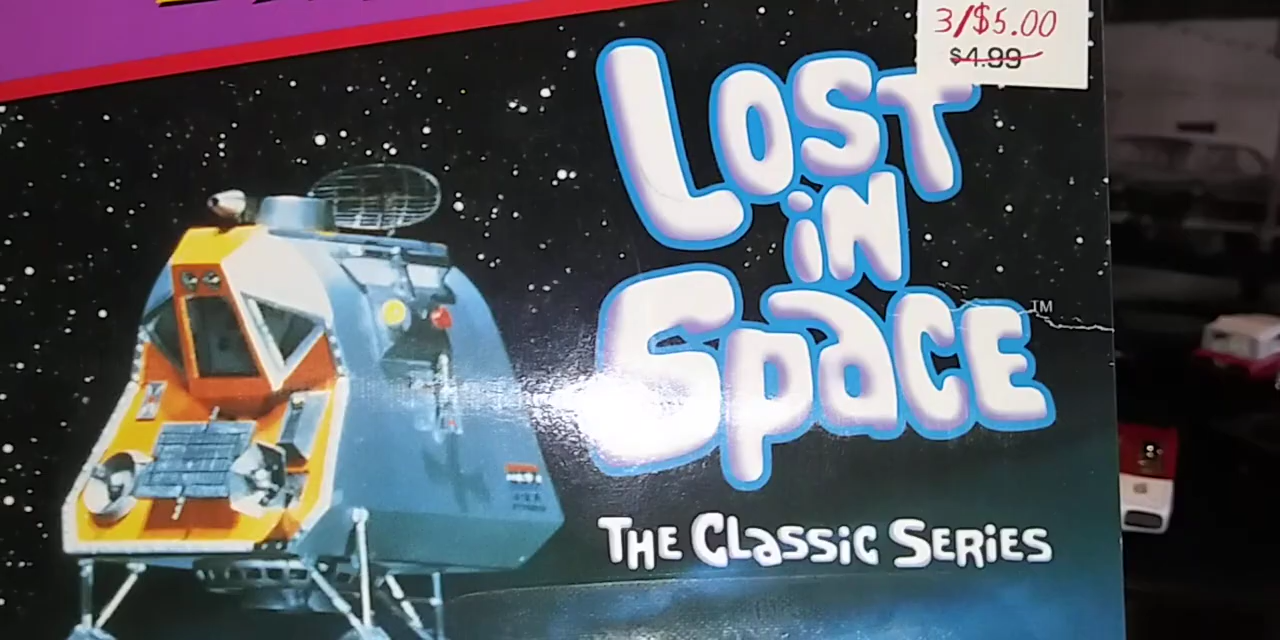 3/$5.00
$4.99
LOST
iN
SpaCE
TM
THE ClaSSiC SERiES